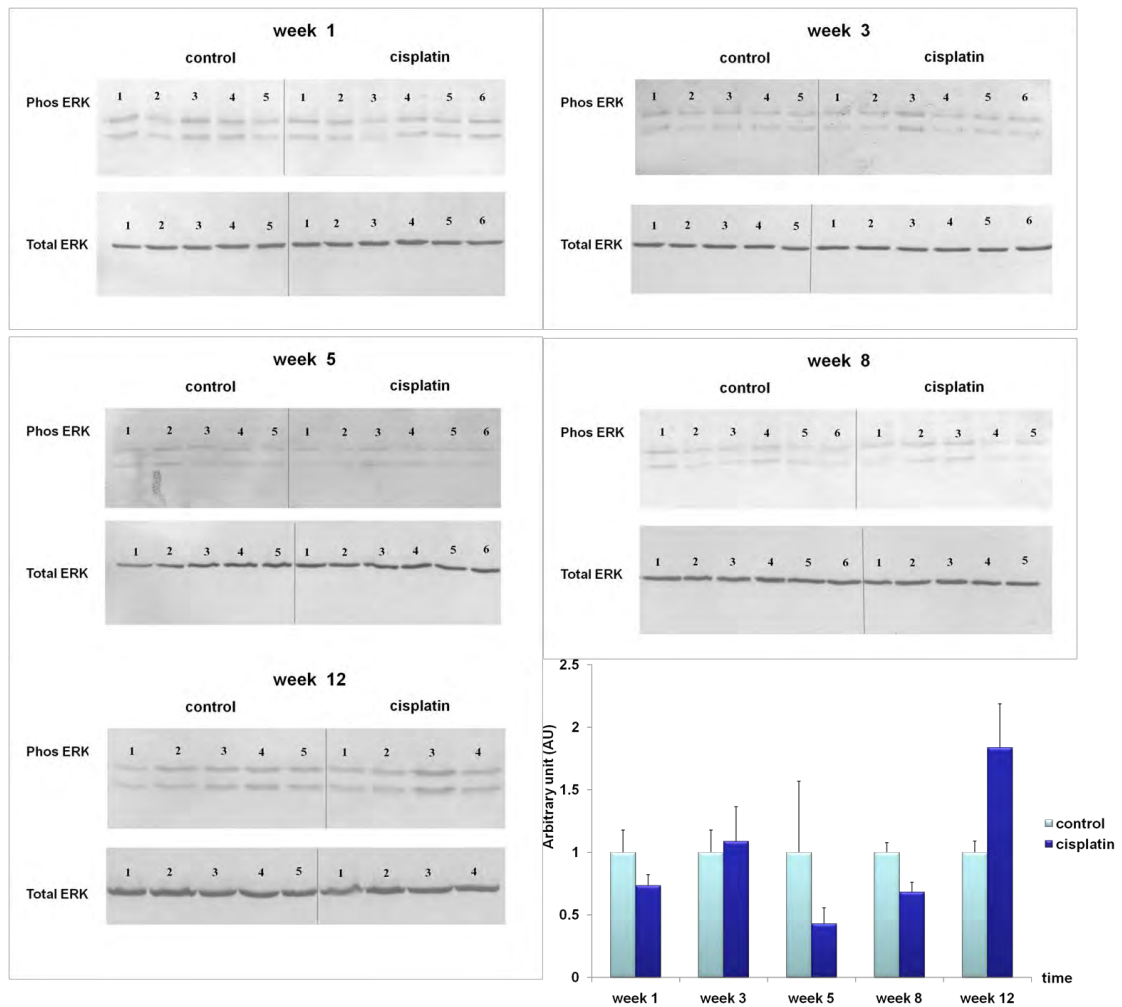 week 1
control cisplatin
Phos ERK 1 2 3 4 5 1 2 3 4 5 6
Total ERK 1 2 3 4 5 1 2 3 4 5 6
week 3
control cisplatin
Phos ERK 1 2 3 4 5 1 2 3 4 5 6
Total ERK 1 2 3 4 5 1 2 3 4 5 6
week 5
control cisplatin
Phos ERK 1 2 3 4 5 1 2 3 4 5 6
Total ERK 1 2 3 4 5 1 2 3 4 5 6
week 8
control cisplatin
Phos ERK 1 2 3 4 5 6 1 2 3 4 5
Total ERK 1 2 3 4 5 6 1 2 3 4 5
week 12
control cisplatin
Phos ERK 1 2 3 4 5 1 2 3 4
Total ERK 1 2 3 4 5 1 2 3 4
Arbitrary unit (AU)
2.5
2
1.5
1
0.5
0
week 1 week 3 week 5 week 8 week 12
time
control
cisplatin